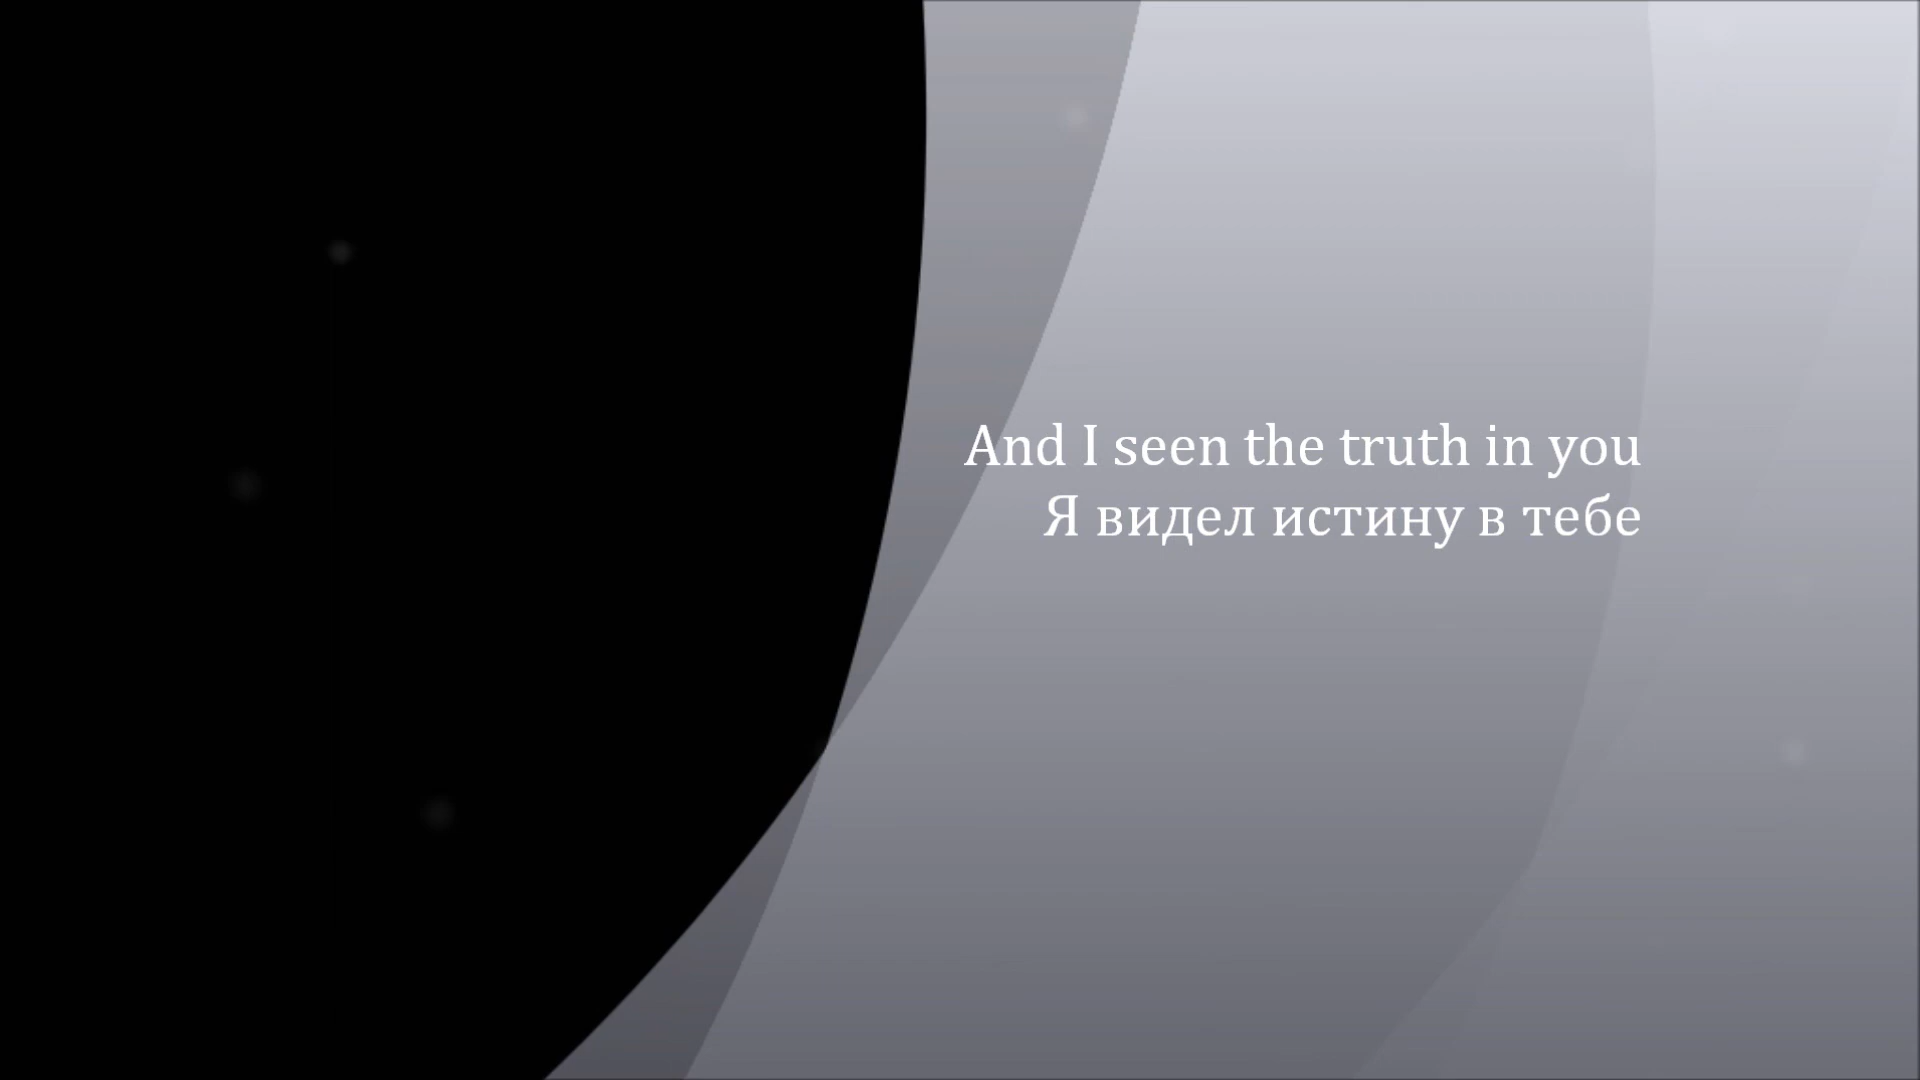 And I seen the truth in you
Я видел истину в тебе